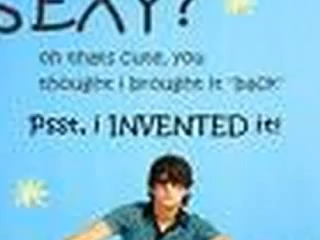 SEXY?
oh thats cute, you
thought i brought it "back"
Psst, i INVENTED it!